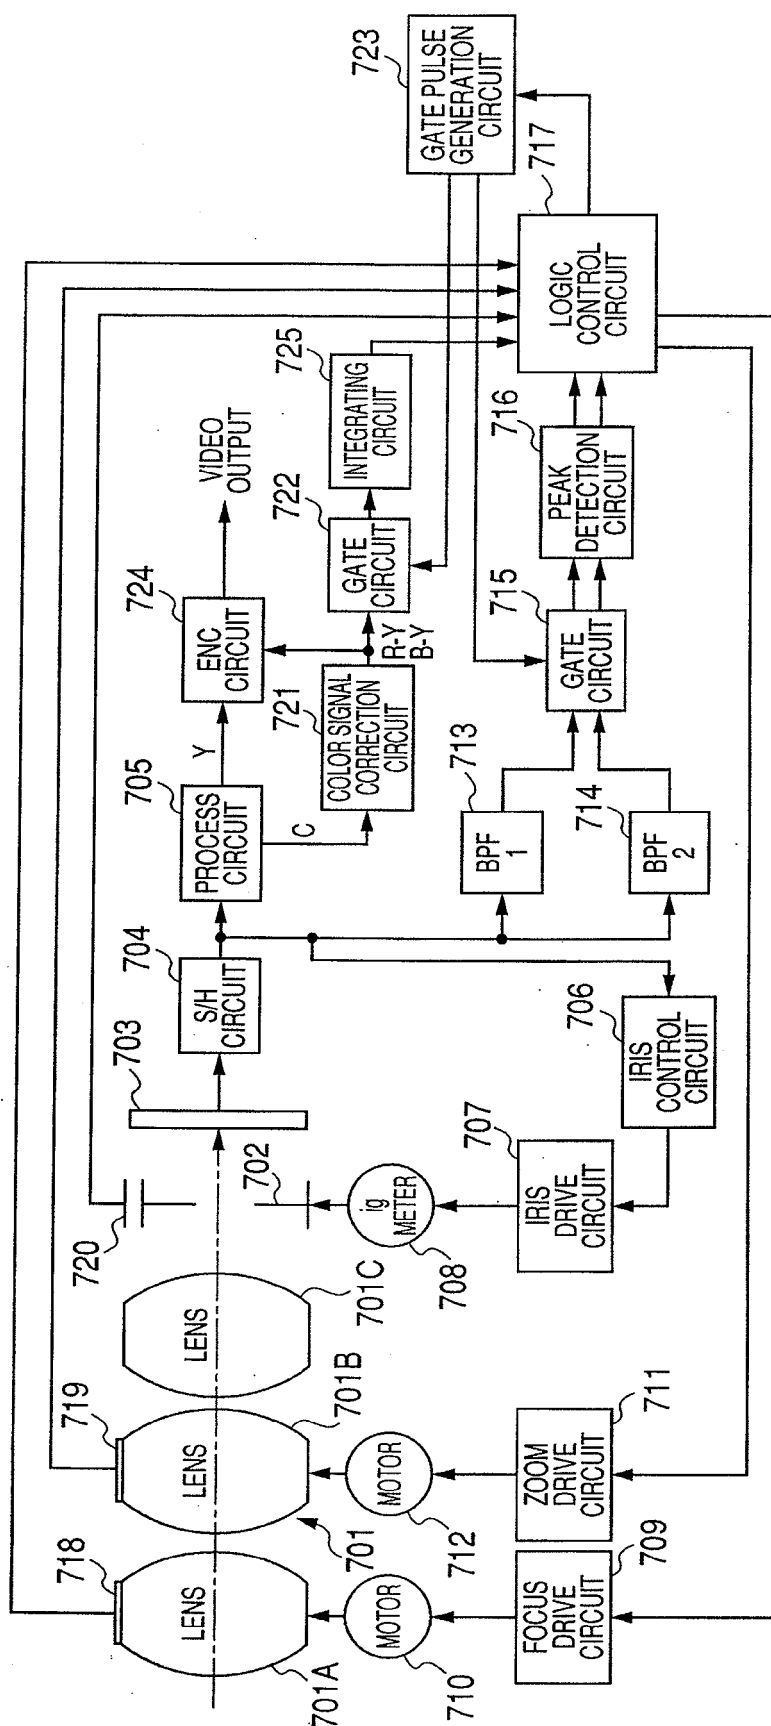 718
LENS
701A
MOTOR
710
FOCUS
DRIVE
CIRCUIT
709
719
LENS
701B
701
MOTOR
712
ZOOM
DRIVE
CIRCUIT
711
LENS
701C
720
702
ig
METER
708
IRIS
DRIVE
CIRCUIT
707
IRIS
CONTROL
CIRCUIT
706
703
S/H
CIRCUIT
704
PROCESS
CIRCUIT
705
Y
C
ENC
CIRCUIT
724
VIDEO
OUTPUT
COLOR SIGNAL
CORRECTION
CIRCUIT
721
R-Y
B-Y
GATE
CIRCUIT
722
INTEGRATING
CIRCUIT
725
BPF
1
713
BPF
2
714
GATE
CIRCUIT
715
PEAK
DETECTION
CIRCUIT
716
LOGIC
CONTROL
CIRCUIT
717
GATE PULSE
GENERATION
CIRCUIT
723